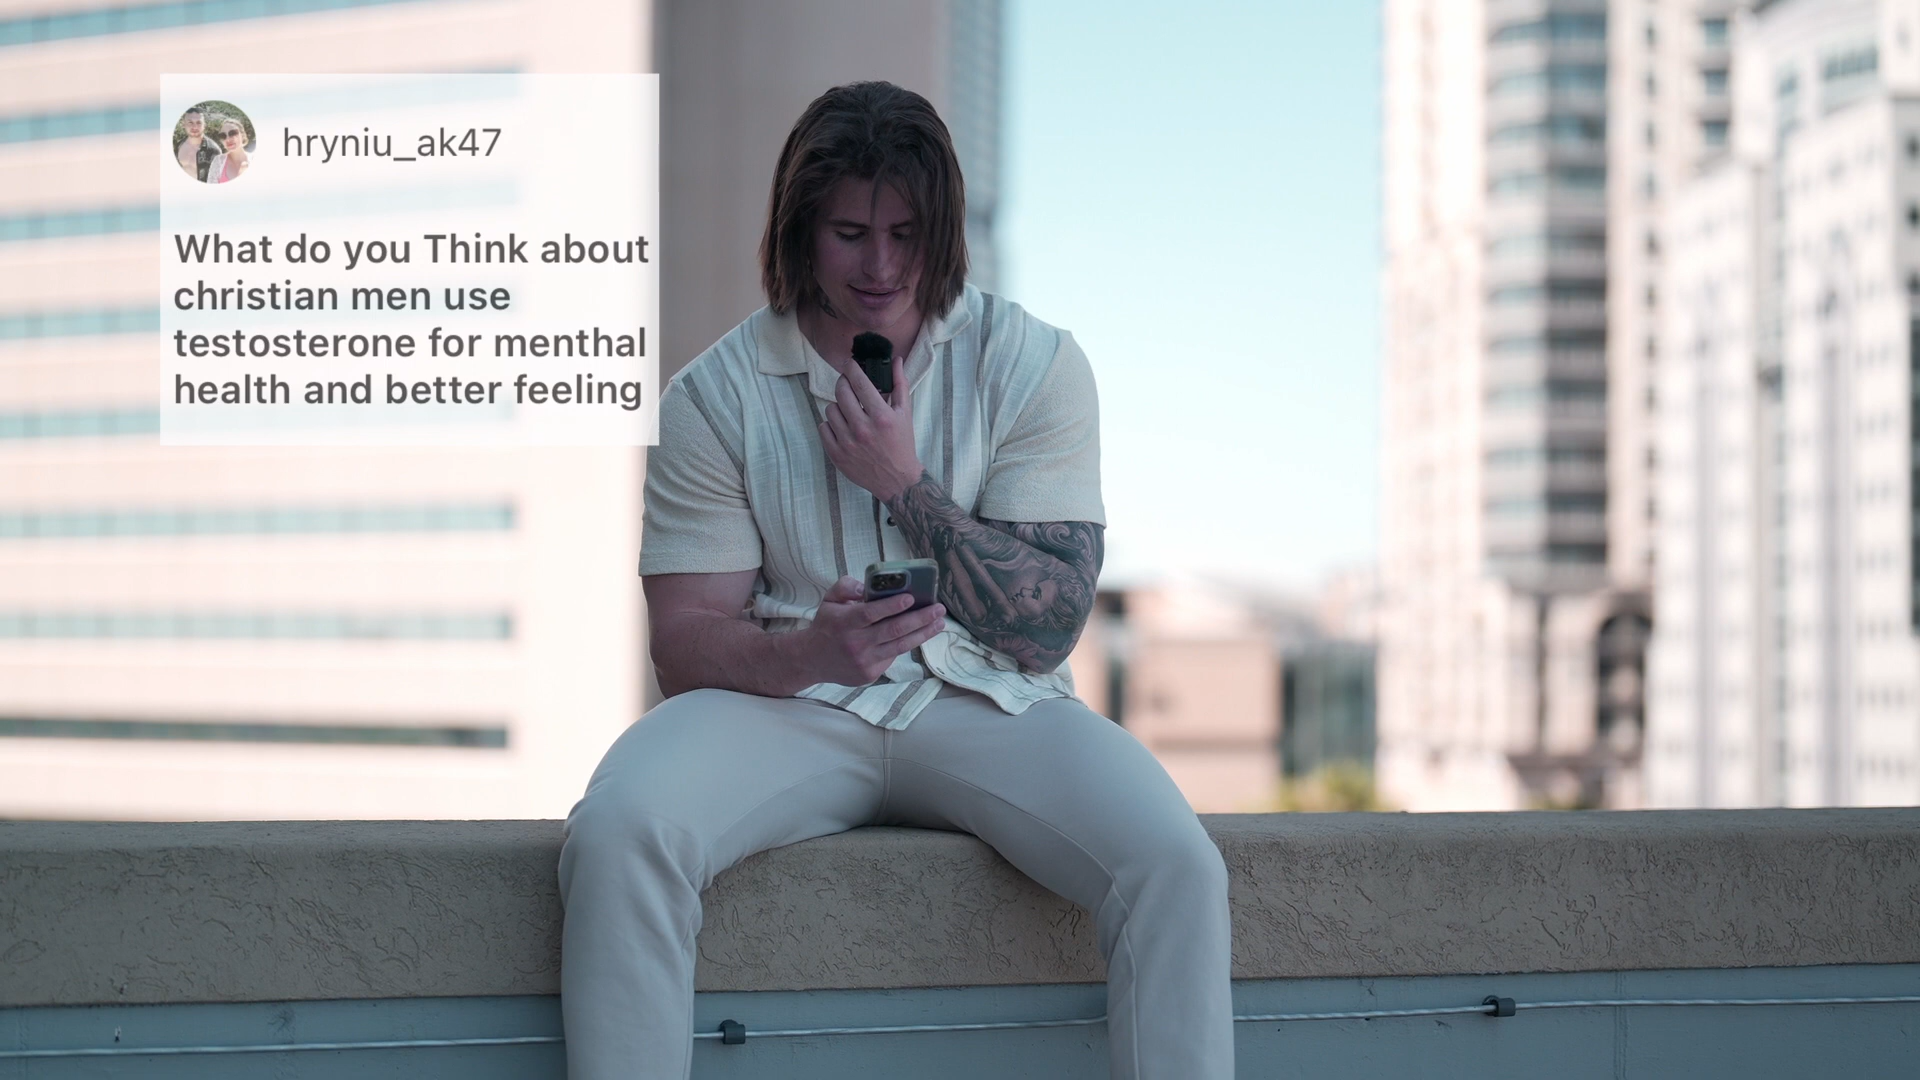 hryniu_ak47
What do you Think about
christian men use
testosterone for menthal
health and better feeling